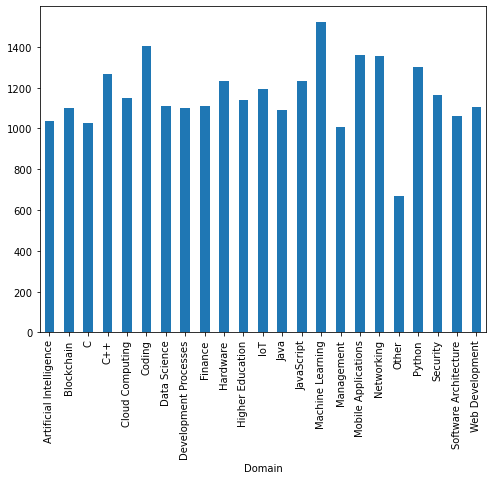 1400
1200
1000
800
600
400
200
0
Artificial Intelligence
Blockchain
C
C++
Cloud Computing
Coding
Data Science
Development Processes
Finance
Hardware
Higher Education
IoT
Java
JavaScript
Machine Learning
Management
Mobile Applications
Networking
Other
Python
Security
Software Architecture
Web Development
Domain